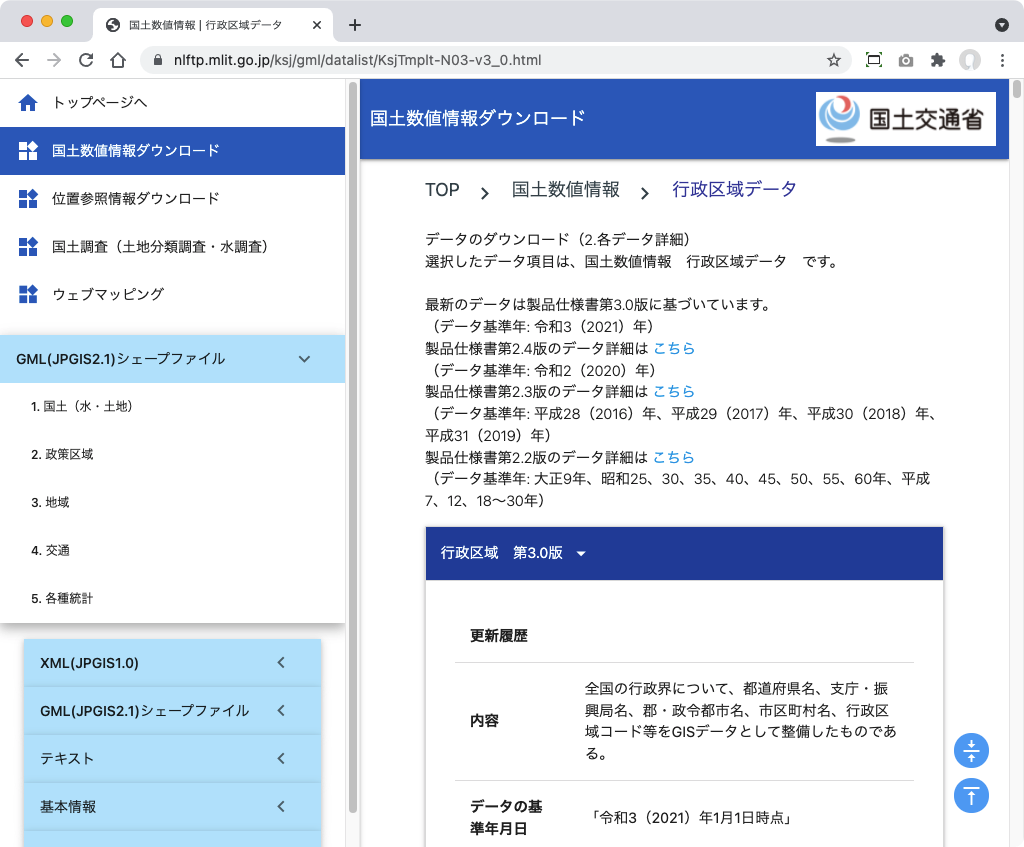 国土数値情報 | 行政区域データ
nlftp.mlit.go.jp/ksj/gml/datalist/KsjTmplt-N03-v3_0.html
トップページへ
国土数値情報ダウンロード
位置参照情報ダウンロード
国土調査（土地分類調査・水調査）
ウェブマッピング
GML(JPGIS2.1)シェープファイル
1. 国土（水・土地）
2. 政策区域
3. 地域
4. 交通
5. 各種統計
XML(JPGIS1.0)
GML(JPGIS2.1)シェープファイル
テキスト
基本情報
国土数値情報ダウンロード
国土交通省
TOP 国土数値情報 行政区域データ
データのダウンロード（2.各データ詳細）
選択したデータ項目は、国土数値情報　行政区域データ　です。
最新のデータは製品仕様書第3.0版に基づいています。
（データ基準年: 令和3（2021）年）
製品仕様書第2.4版のデータ詳細は こちら
（データ基準年: 令和2（2020）年）
製品仕様書第2.3版のデータ詳細は こちら
（データ基準年: 平成28（2016）年、平成29（2017）年、平成30（2018）年、
平成31（2019）年）
製品仕様書第2.2版のデータ詳細は こちら
（データ基準年: 大正9年、昭和25、30、35、40、45、50、55、60年、平成
7、12、18〜30年）
行政区域　第3.0版
更新履歴
内容
全国の行政界について、都道府県名、支庁・振
興局名、郡・政令都市名、市区町村名、行政区
域コード等をGISデータとして整備したものであ
る。
データの基
準年月日
「令和3（2021）年1月1日時点」